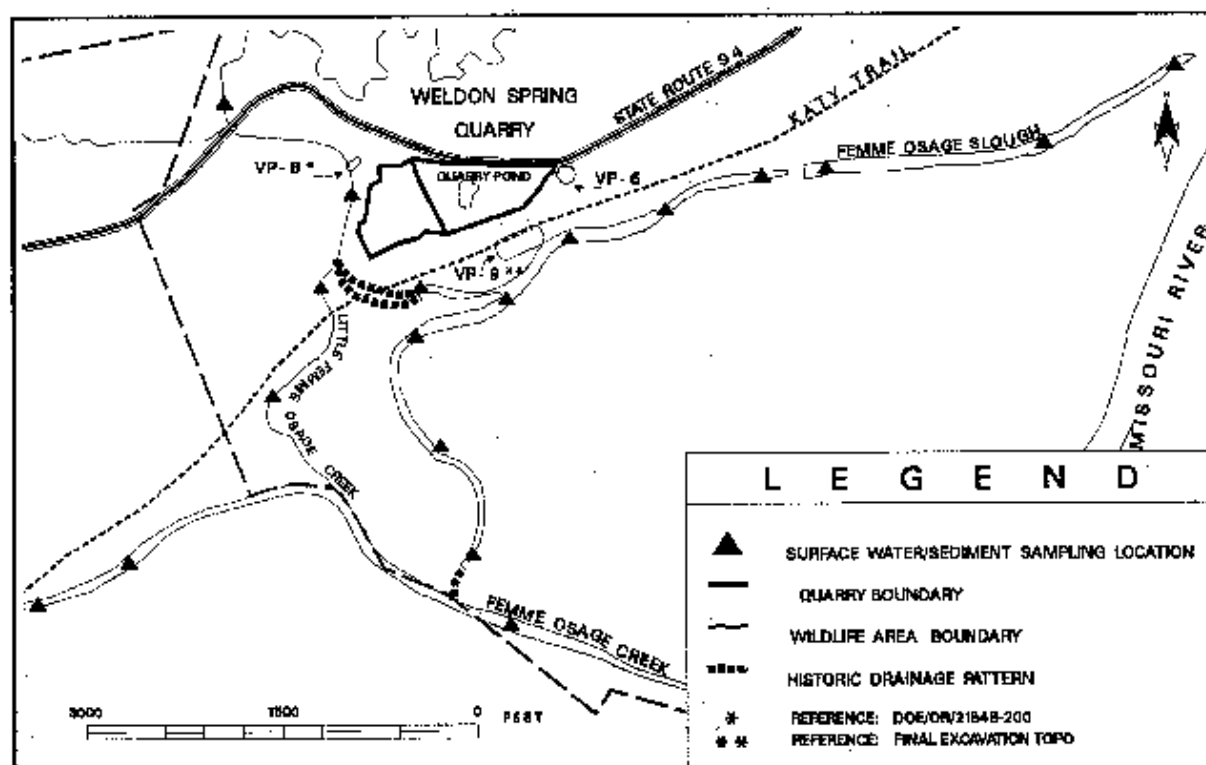 WELDON SPRING
QUARRY
STATE ROUTE 94
KATY TRAIL
N
FEMME OSAGE SLOUGH
VP-8 *
QUARRY POND
VP-6
VP-9 **
MISSOURI RIVER
LITTLE FEMME OSAGE CREEK
FEMME OSAGE CREEK
3000 1500 0 FEET
LEGEND
SURFACE WATER/SEDIMENT SAMPLING LOCATION
QUARRY BOUNDARY
WILDLIFE AREA BOUNDARY
HISTORIC DRAINAGE PATTERN
* REFERENCE: DOE/OR/21548-200
** REFERENCE: FINAL EXCAVATION TOPO